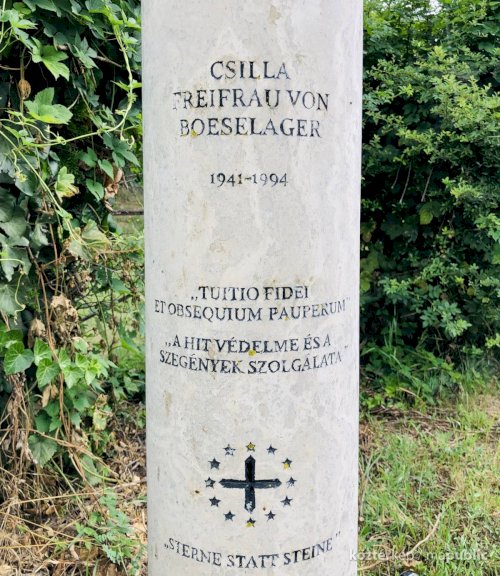 CSILLA
FREIFRAU VON
BOESELAGER
1941-1994
„TUITIO FIDEI
ET OBSEQUIUM PAUPERUM"
„A HIT VÉDELME ÉS A
SZEGÉNYEK SZOLGÁLATA"
„STERNE STATT STEINE"